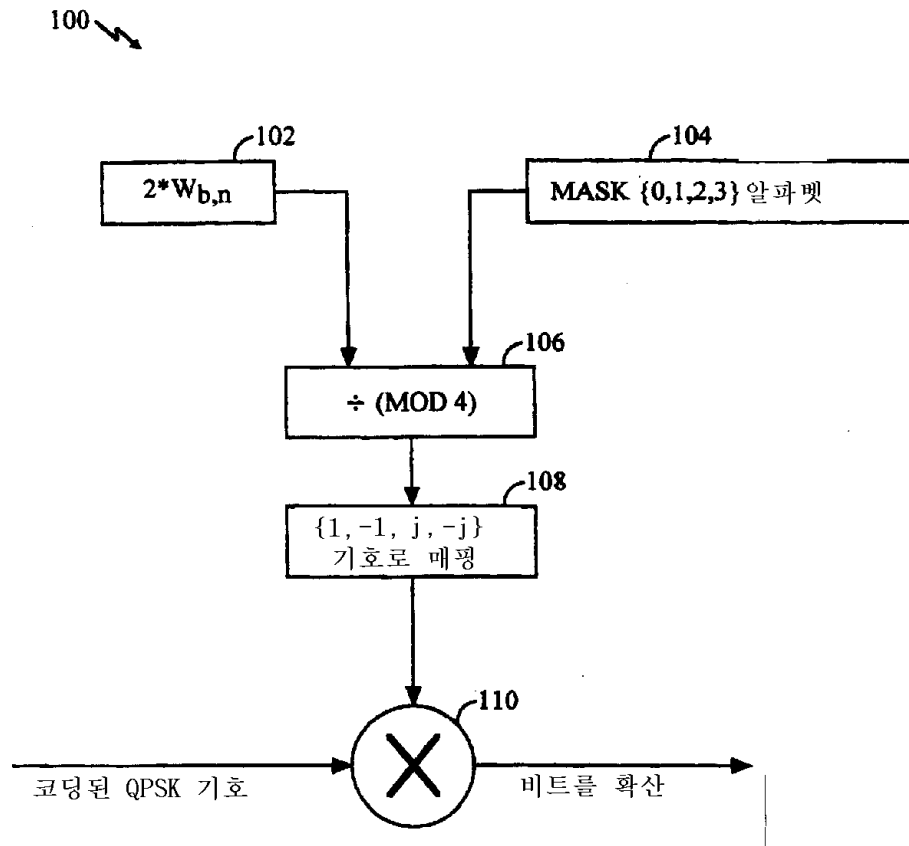 100
102
2*Wb,n
104
MASK {0,1,2,3} 알파벳
106
÷ (MOD 4)
108
{1,-1, j,-j}
기호로 매핑
110
코딩된 QPSK 기호
비트를 확산